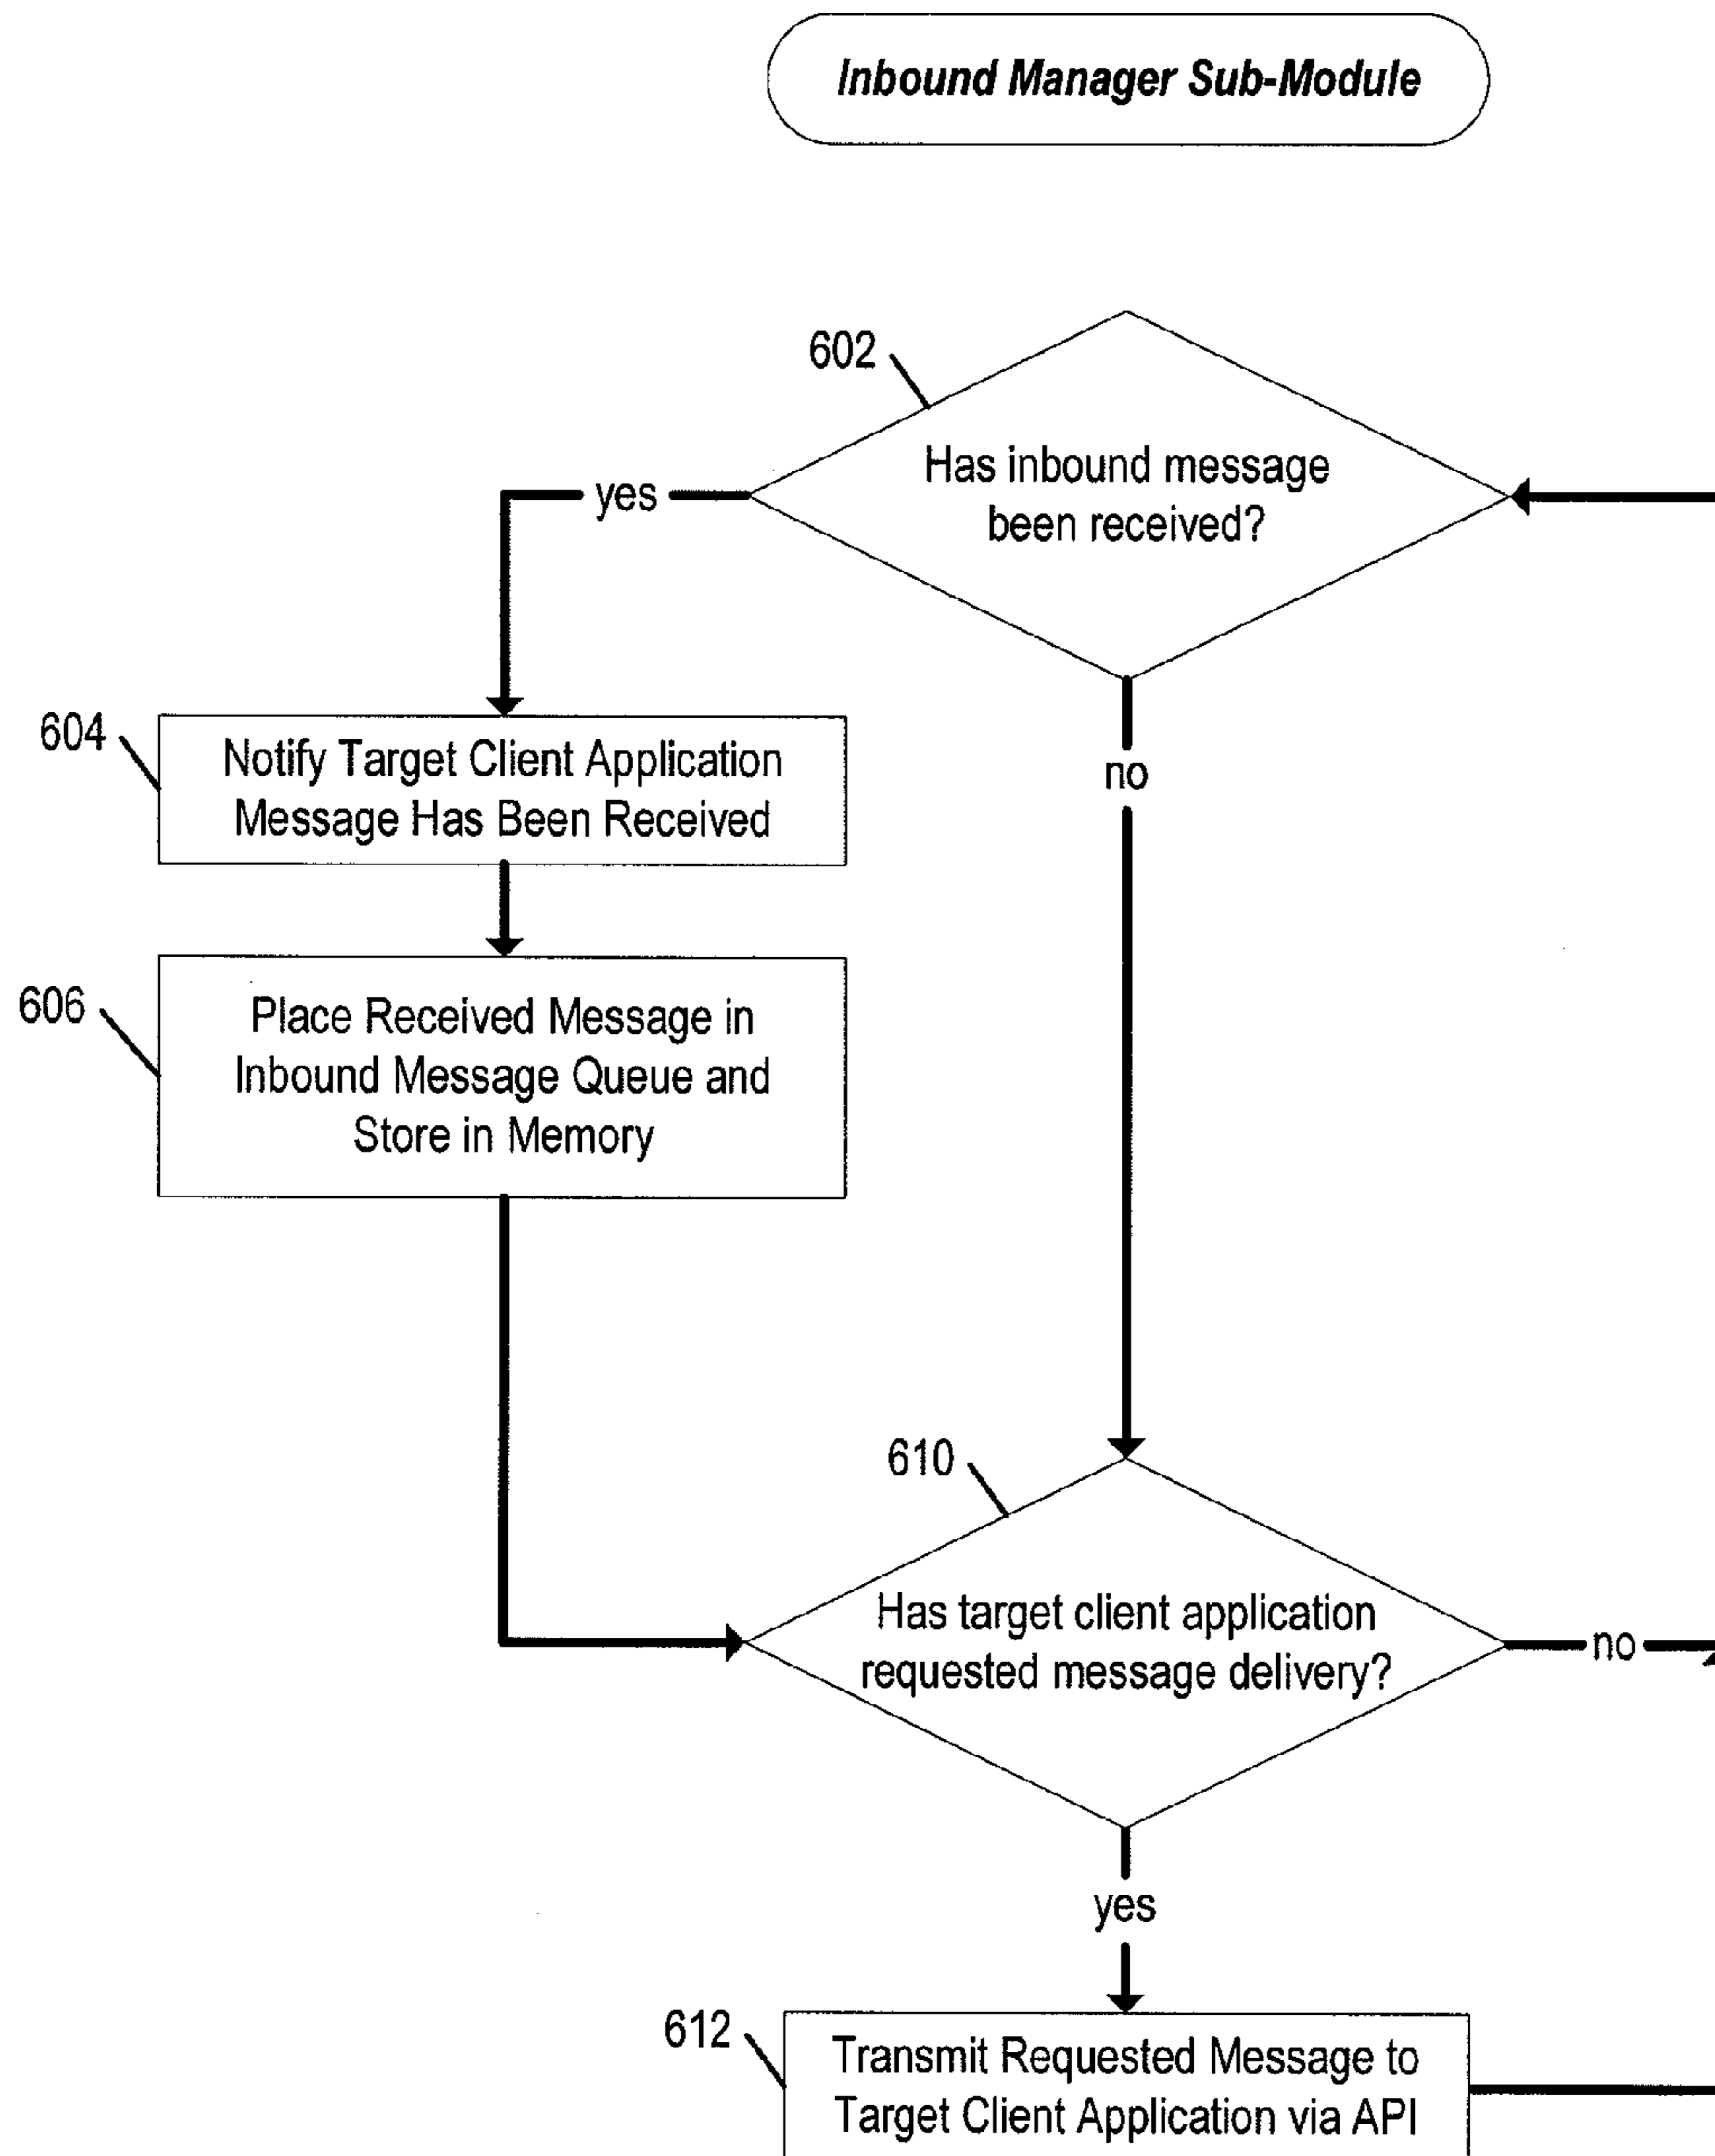 Inbound Manager Sub-Module
602
Has inbound message
been received?
yes
no
604
Notify Target Client Application
Message Has Been Received
606
Place Received Message in
Inbound Message Queue and
Store in Memory
610
Has target client application
requested message delivery?
no
yes
612
Transmit Requested Message to
Target Client Application via API